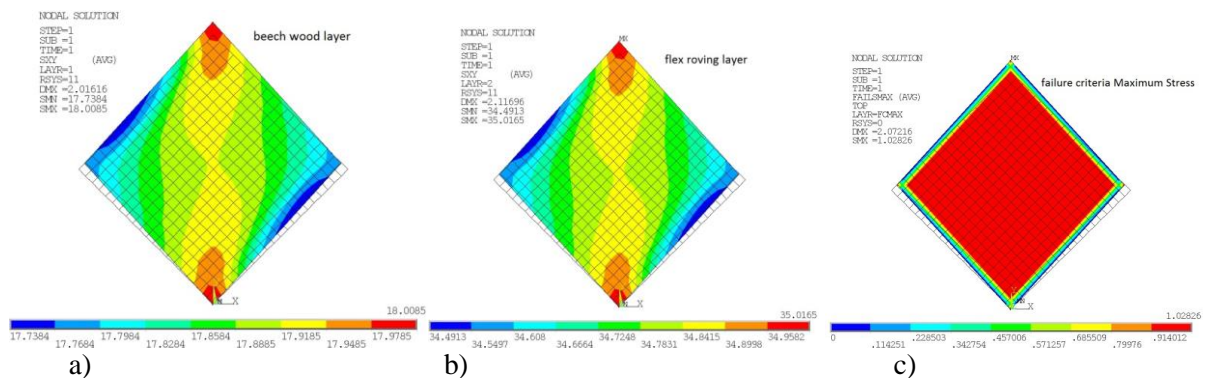 NODAL SOLUTION
STEP=1
SUB =1
TIME=1
SXY (AVG)
LAYR=1
RSYS=11
DMX =2.01616
SMN =17.7384
SMX =18.0085
beech wood layer
X
18.0085
17.7384 17.7684 17.7984 17.8284 17.8584 17.8885 17.9185 17.9485 17.9785
a)
NODAL SOLUTION
STEP=1
SUB =1
TIME=1
SXY (AVG)
LAYR=2
RSYS=11
DMX =2.11696
SMN =34.4913
SMX =35.0165
flex roving layer
MX
X
35.0165
34.4913 34.5497 34.608 34.6664 34.7248 34.7831 34.8415 34.8998 34.9582
b)
NODAL SOLUTION
STEP=1
SUB =1
TIME=1
FAILSMAX (AVG)
TOP
LAYR=FCMAX
RSYS=0
DMX =2.07216
SMX =1.02826
failure criteria Maximum Stress
MX
X
1.02826
0 .114251 .228503 .342754 .457006 .571257 .685509 .79976 .914012
c)